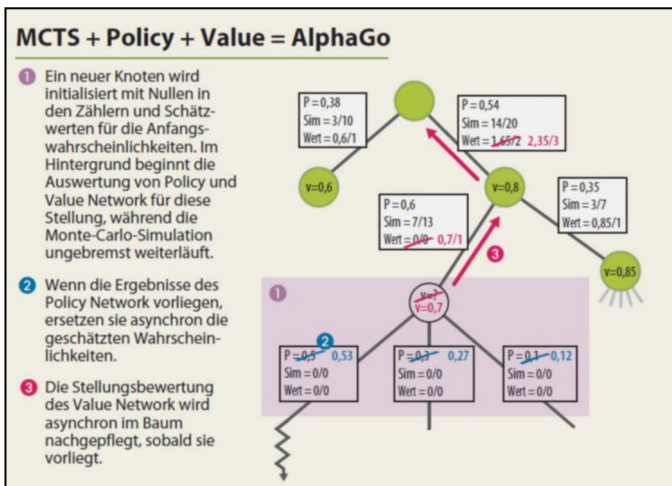 MCTS + Policy + Value = AlphaGo
1 Ein neuer Knoten wird
initialisiert mit Nullen in
den Zählern und Schätz-
werten für die Anfangs-
wahrscheinlichkeiten. Im
Hintergrund beginnt die
Auswertung von Policy und
Value Network für diese
Stellung, während die
Monte-Carlo-Simulation
ungebremst weiterläuft.
2 Wenn die Ergebnisse des
Policy Network vorliegen,
ersetzen sie asynchron die
geschätzten Wahrschein-
lichkeiten.
3 Die Stellungsbewertung
des Value Network wird
asynchron im Baum
nachgepflegt, sobald sie
vorliegt.
P = 0,38
Sim = 3/10
Wert = 0,6/1
P = 0,54
Sim = 14/20
Wert = 1,65/2 2,35/3
v=0,6
v=0,8
P = 0,6
Sim = 7/13
Wert = 0/0 0,7/1
P = 0,35
Sim = 3/7
Wert = 0,85/1
3
v=0,85
1
v=?
v=0,7
2
P = 0,5 0,53
Sim = 0/0
Wert = 0/0
P = 0,3 0,27
Sim = 0/0
Wert = 0/0
P = 0,1 0,12
Sim = 0/0
Wert = 0/0